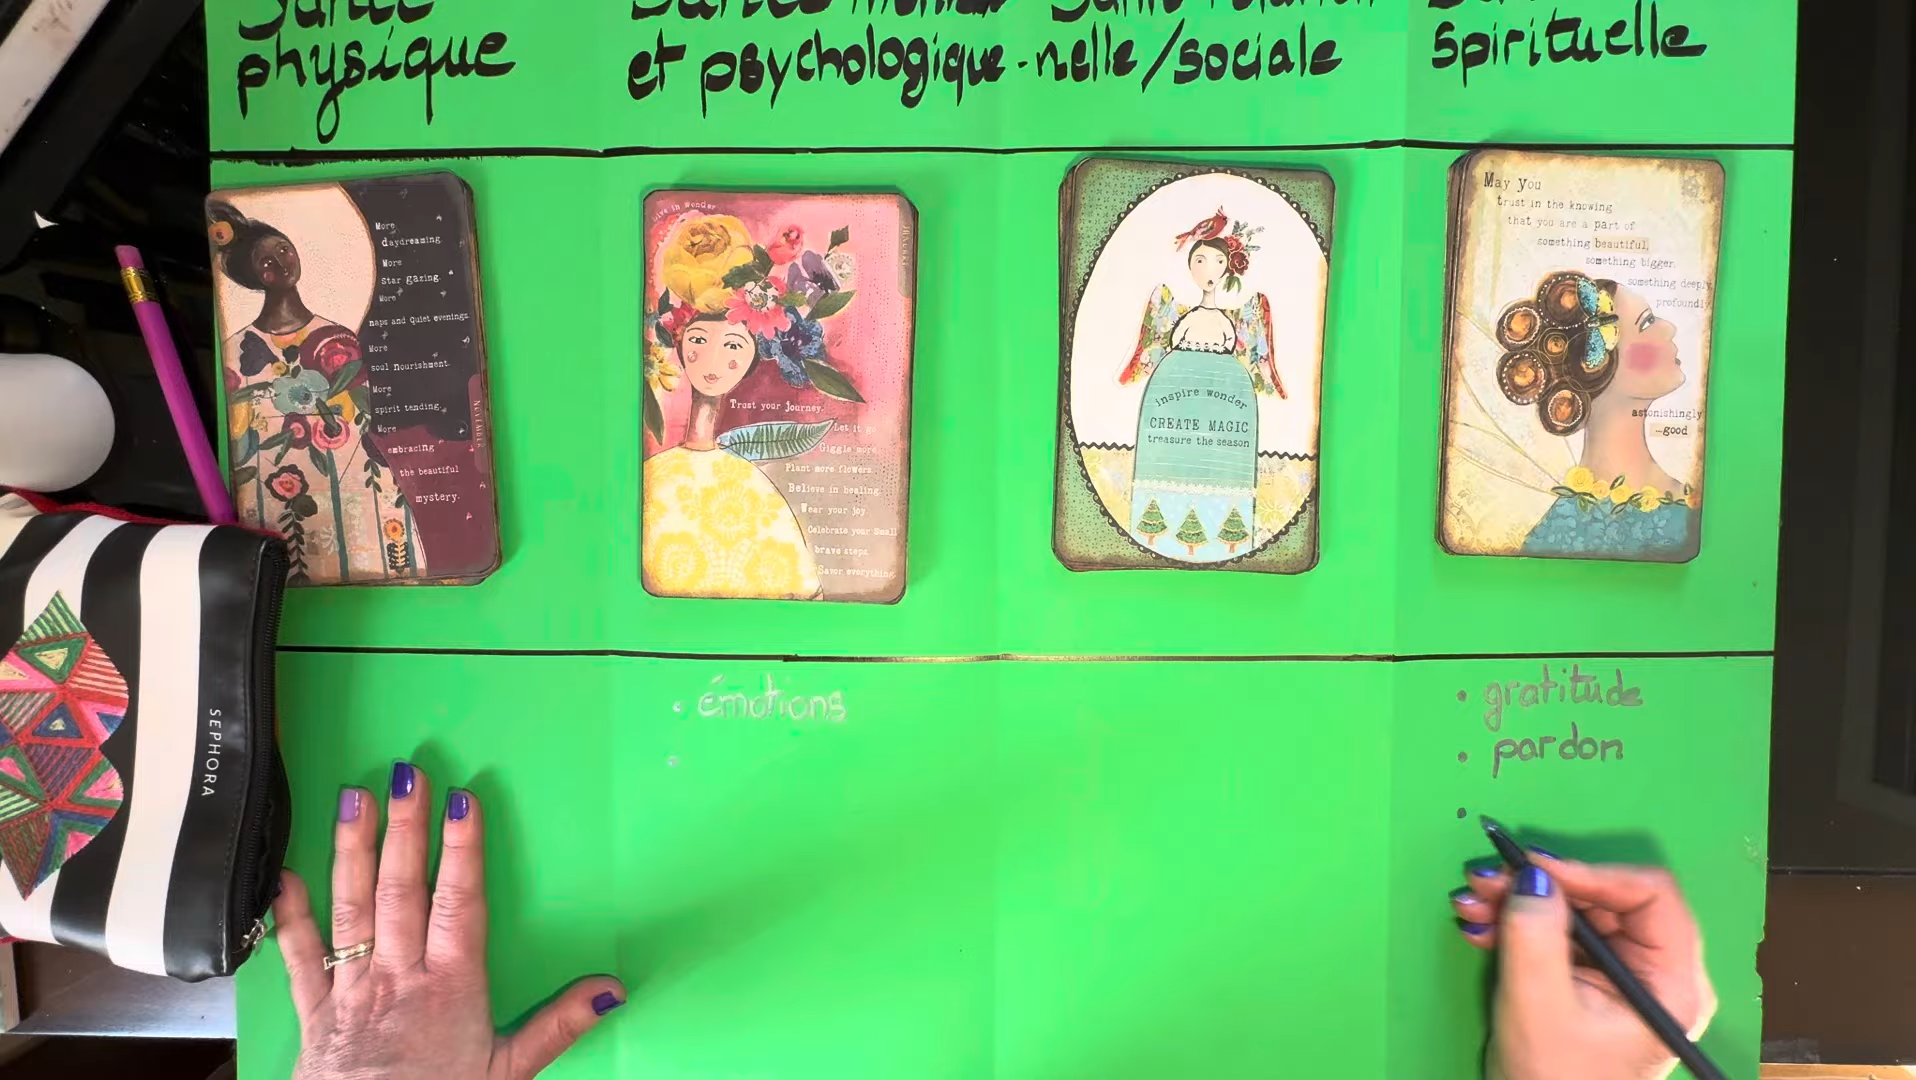 physique
et psychologique
-nelle/sociale
spirituelle
More
daydreaming.
More
Star gazing.
More
naps and quiet evenings
More
soul nourishment.
More
spirit tending.
More
embracing
the beautiful
mystery.
NOVEMBER
Live in wonder
Trust your journey.
Let it go
Giggle more.
Plant more flowers.
Believe in healing.
Wear your joy
Celebrate your Small
brave steps.
Savor everything.
inspire wonder
CREATE MAGIC
treasure the season
May you
trust in the knowing
that you are a part of
something beautiful,
something bigger,
something deeply
profoundly
astonishingly
...good
SEPHORA
• émotions
•
• gratitude
• pardon
•